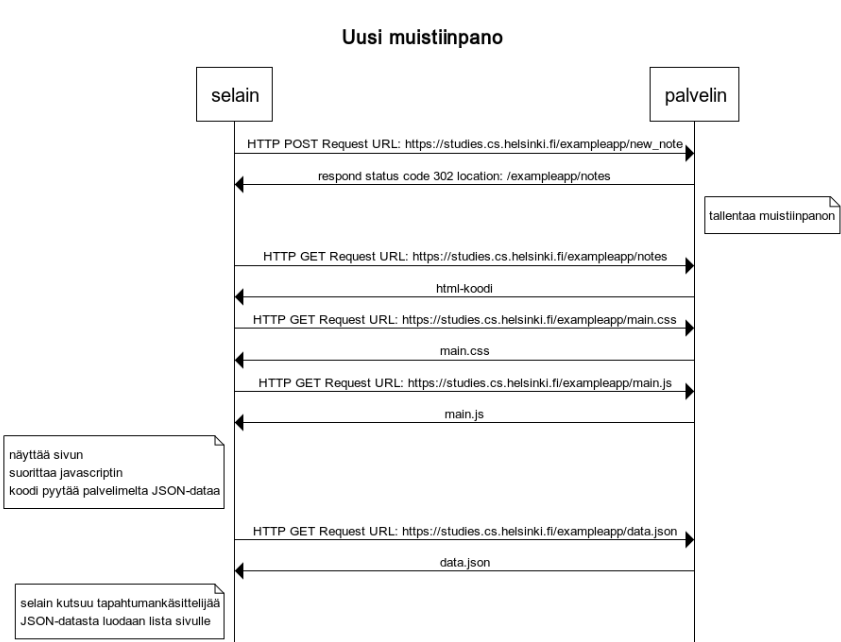 Uusi muistiinpano
selain
palvelin
HTTP POST Request URL: https://studies.cs.helsinki.fi/exampleapp/new_note
respond status code 302 location: /exampleapp/notes
tallentaa muistiinpanon
HTTP GET Request URL: https://studies.cs.helsinki.fi/exampleapp/notes
html-koodi
HTTP GET Request URL: https://studies.cs.helsinki.fi/exampleapp/main.css
main.css
HTTP GET Request URL: https://studies.cs.helsinki.fi/exampleapp/main.js
main.js
näyttää sivun
suorittaa javascriptin
koodi pyytää palvelimelta JSON-dataa
HTTP GET Request URL: https://studies.cs.helsinki.fi/exampleapp/data.json
data.json
selain kutsuu tapahtumankäsittelijää
JSON-datasta luodaan lista sivulle